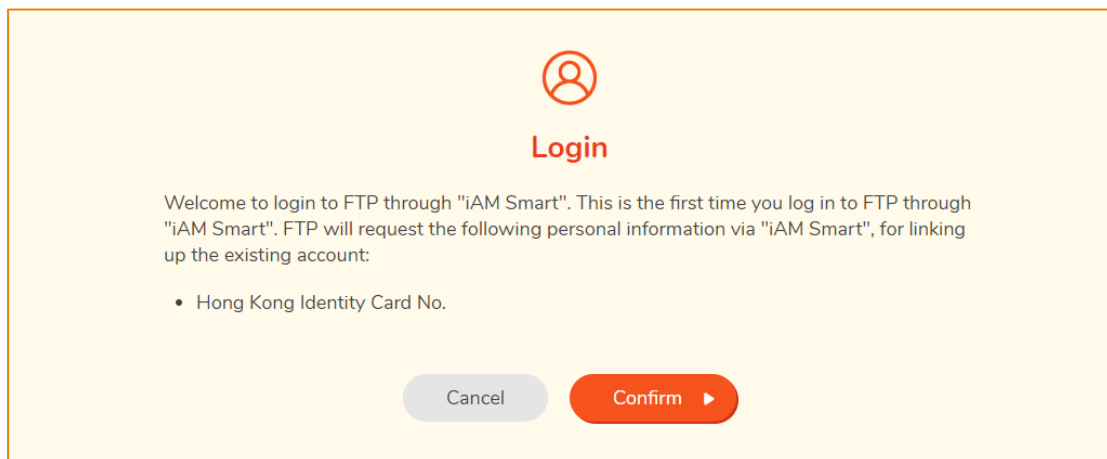 Login
Welcome to login to FTP through "iAM Smart". This is the first time you log in to FTP through
"iAM Smart". FTP will request the following personal information via "iAM Smart", for linking
up the existing account:
• Hong Kong Identity Card No.
Cancel
Confirm